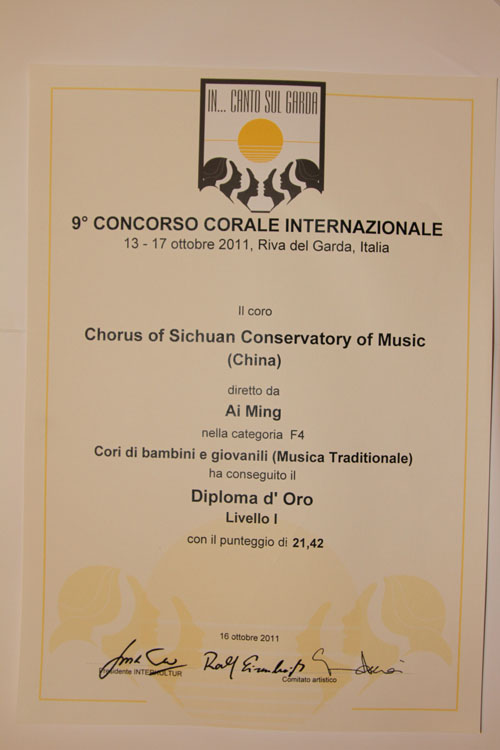 IN... CANTO SUL GARDA
9° CONCORSO CORALE INTERNAZIONALE
13 - 17 ottobre 2011, Riva del Garda, Italia
Il coro
Chorus of Sichuan Conservatory of Music
(China)
diretto da
Ai Ming
nella categoria F4
Cori di bambini e giovanili (Musica Traditionale)
ha conseguito il
Diploma d' Oro
Livello I
con il punteggio di 21,42
16 ottobre 2011
Presidente INTERKULTUR
Comitato artistico